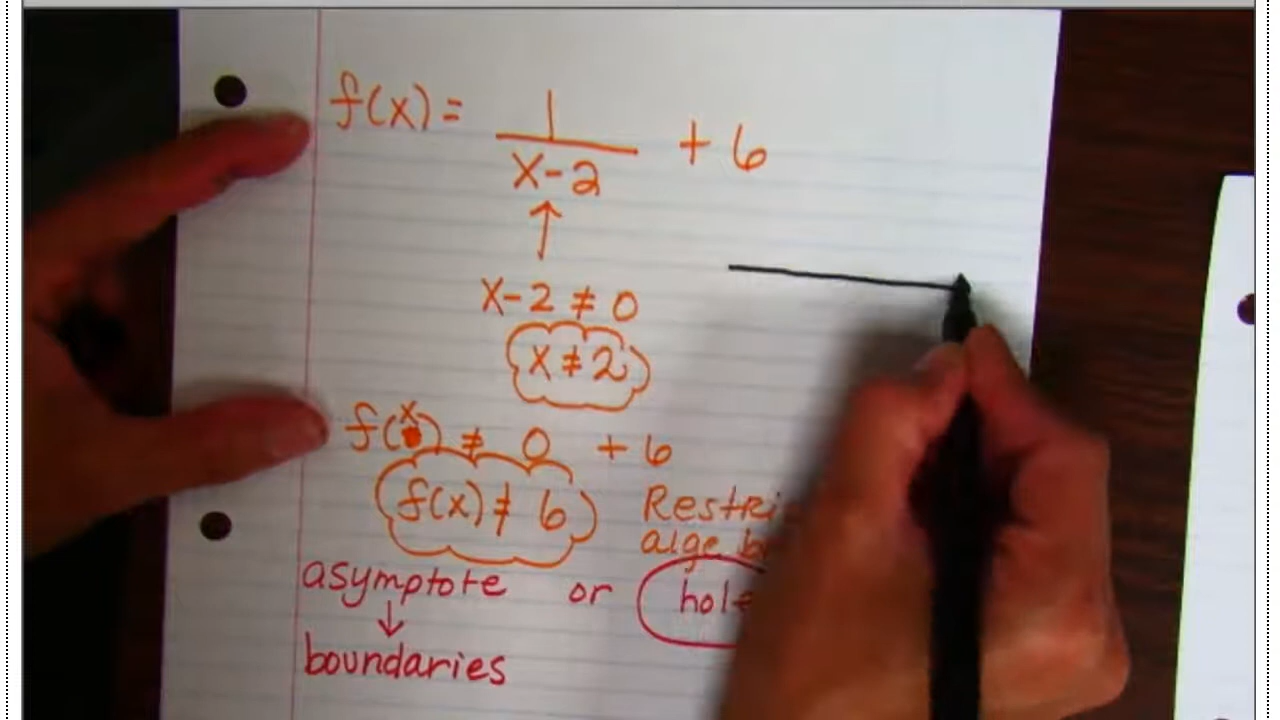 f(x) = 1/(x-2) + 6
↑
x-2 ≠ 0
x ≠ 2
f(x) ≠ 0 + 6
f(x) ≠ 6
asymptote or
↓
boundaries